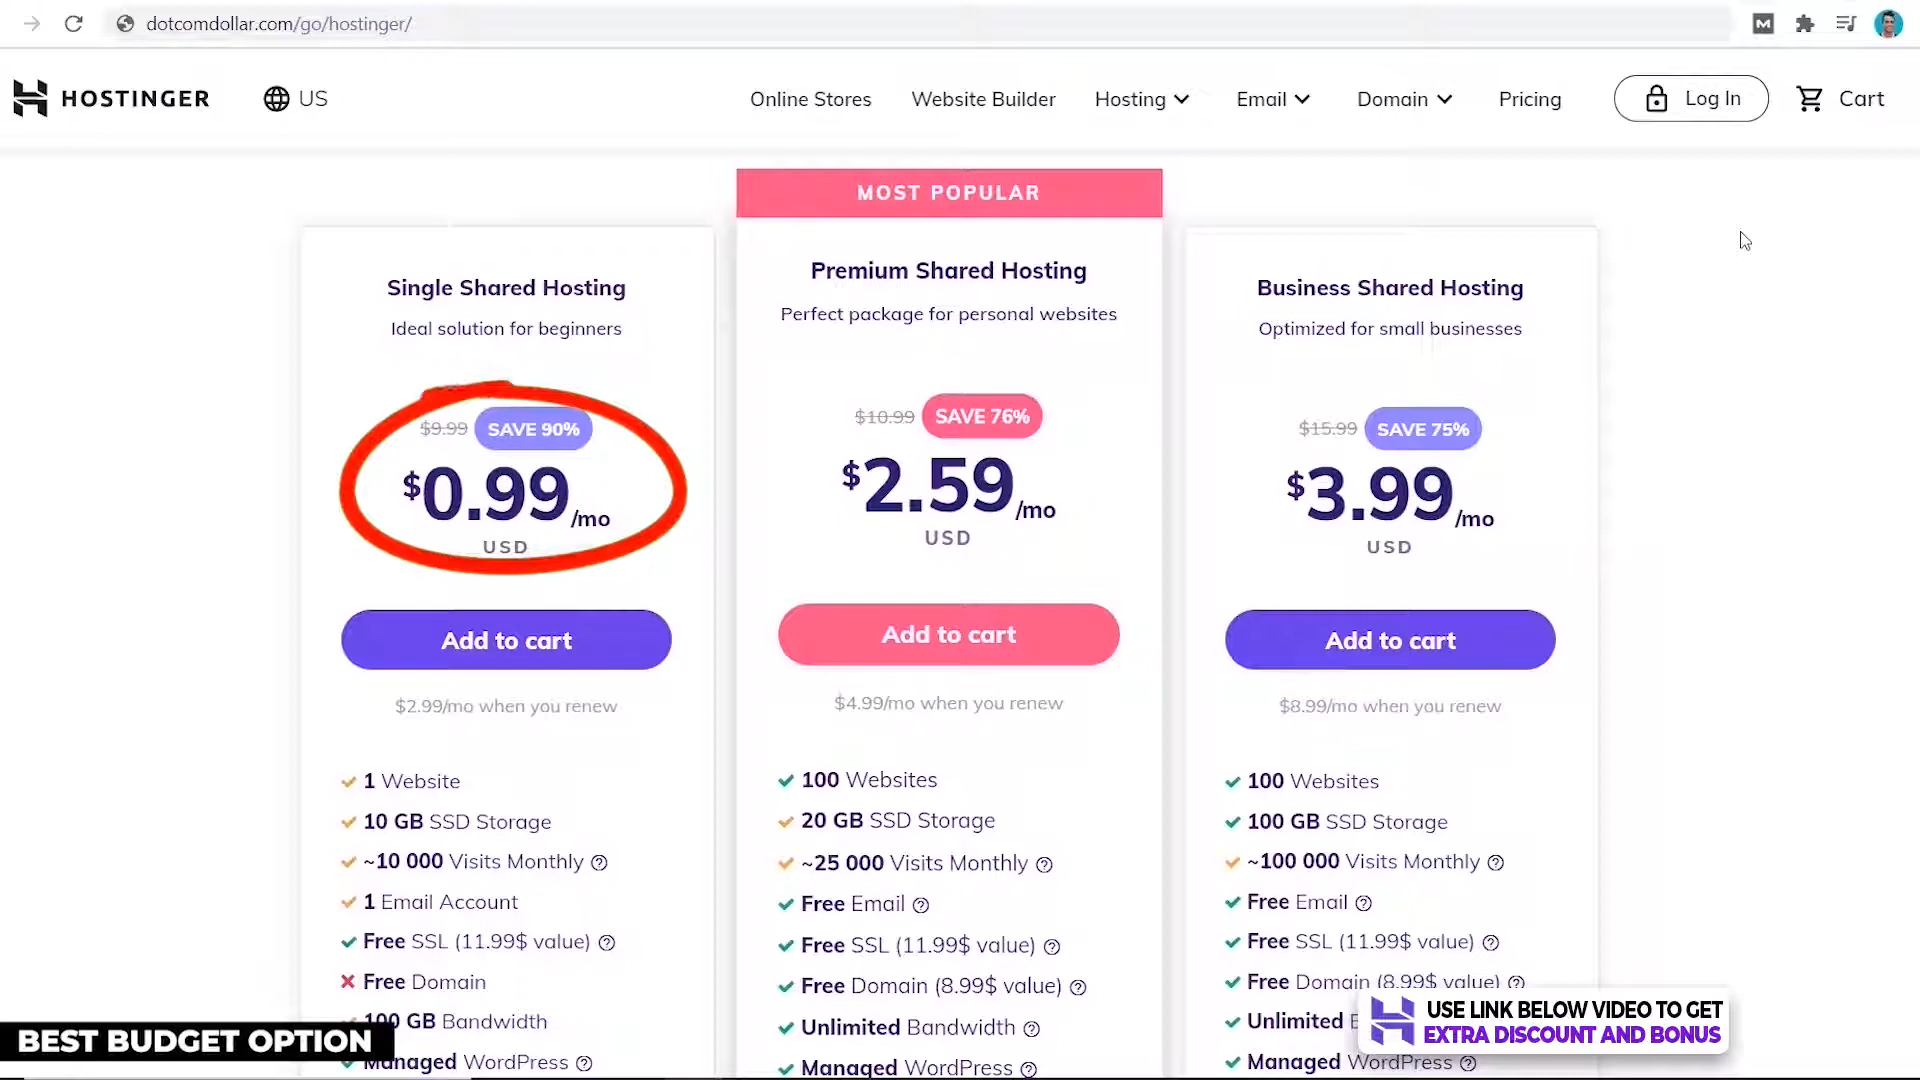 dotcomdollar.com/go/hostinger/
HOSTINGER
US
Online Stores
Website Builder
Hosting
Email
Domain
Pricing
Log In
Cart
Single Shared Hosting
Ideal solution for beginners
$9.99
SAVE 90%
$0.99/mo
USD
Add to cart
$2.99/mo when you renew
1 Website
10 GB SSD Storage
~10 000 Visits Monthly
1 Email Account
Free SSL (11.99$ value)
Free Domain
100 GB Bandwidth
Managed WordPress
MOST POPULAR
Premium Shared Hosting
Perfect package for personal websites
$10.99
SAVE 76%
$2.59/mo
USD
Add to cart
$4.99/mo when you renew
100 Websites
20 GB SSD Storage
~25 000 Visits Monthly
Free Email
Free SSL (11.99$ value)
Free Domain (8.99$ value)
Unlimited Bandwidth
Managed WordPress
Business Shared Hosting
Optimized for small businesses
$15.99
SAVE 75%
$3.99/mo
USD
Add to cart
$8.99/mo when you renew
100 Websites
100 GB SSD Storage
~100 000 Visits Monthly
Free Email
Free SSL (11.99$ value)
Free Domain (8.99$ value)
Unlimited
Managed WordPress
BEST BUDGET OPTION
USE LINK BELOW VIDEO TO GET
EXTRA DISCOUNT AND BONUS